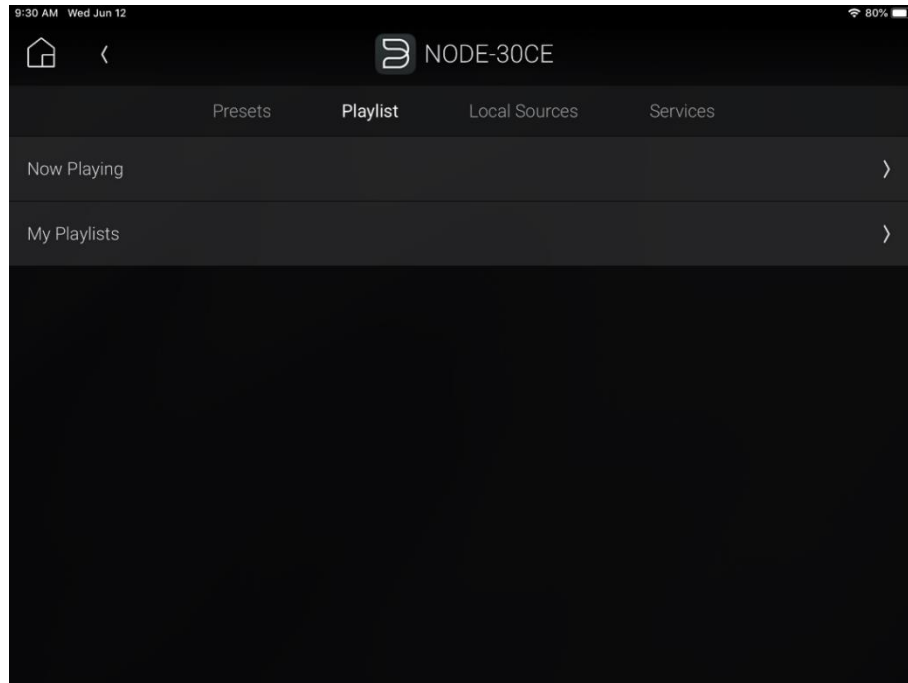 9:30 AM Wed Jun 12 80%
NODE-30CE
Presets Playlist Local Sources Services
Now Playing
My Playlists